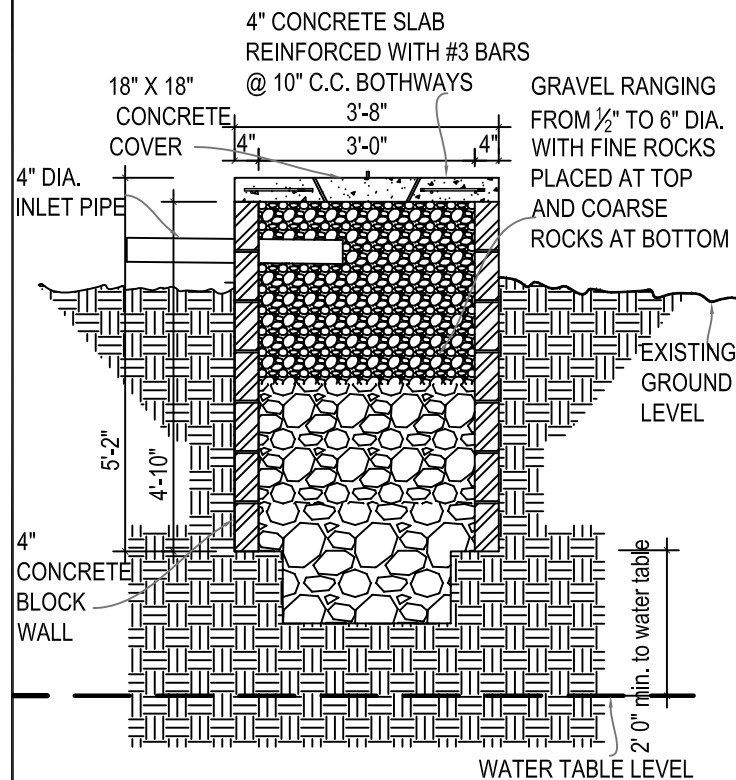 4" CONCRETE SLAB
REINFORCED WITH #3 BARS
@ 10" C.C. BOTHWAYS
18" X 18"
CONCRETE
COVER
GRAVEL RANGING
FROM ½" TO 6" DIA.
WITH FINE ROCKS
PLACED AT TOP
AND COARSE
ROCKS AT BOTTOM
3'-8"
4"
3'-0"
4"
4" DIA.
INLET PIPE
EXISTING
GROUND
LEVEL
5'-2"
4'-10"
4"
CONCRETE
BLOCK
WALL
2' 0" min. to water table
WATER TABLE LEVEL